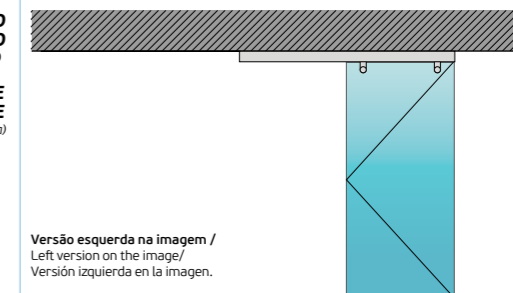 Versão esquerda na imagem /
Left version on the image/
Versión izquierda en la imagen.